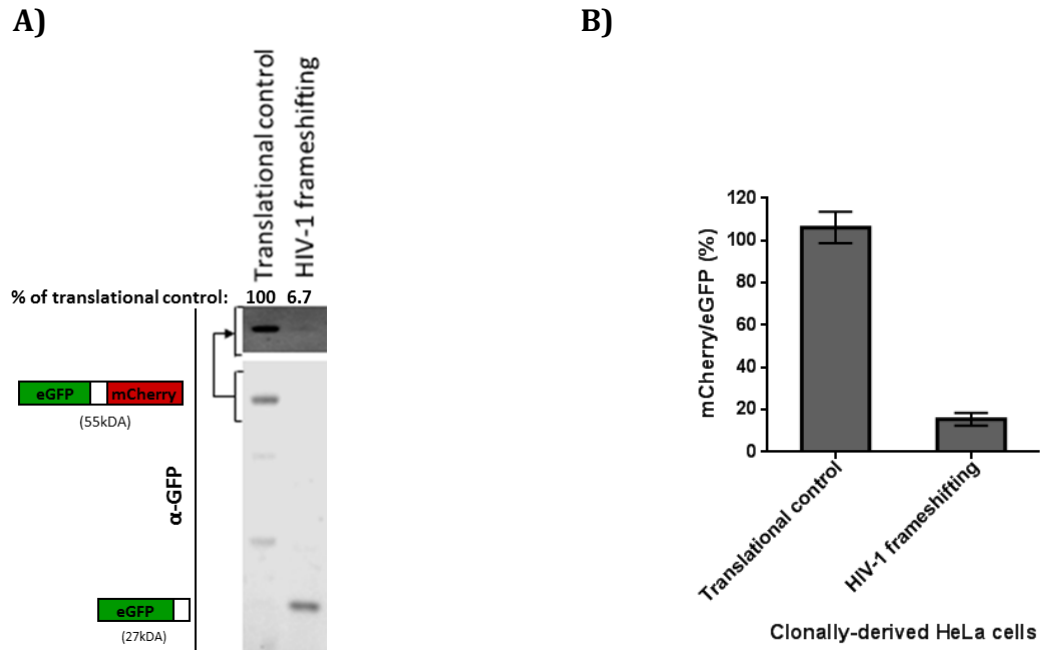 A)
Translational control
HIV-1 frameshifting
% of translational control: 100 6.7
eGFP mCherry
(55kDA)
α-GFP
eGFP
(27kDA)
B)
mCherry/eGFP (%)
120
100
80
60
40
20
0
Translational control
HIV-1 frameshifting
Clonally-derived HeLa cells